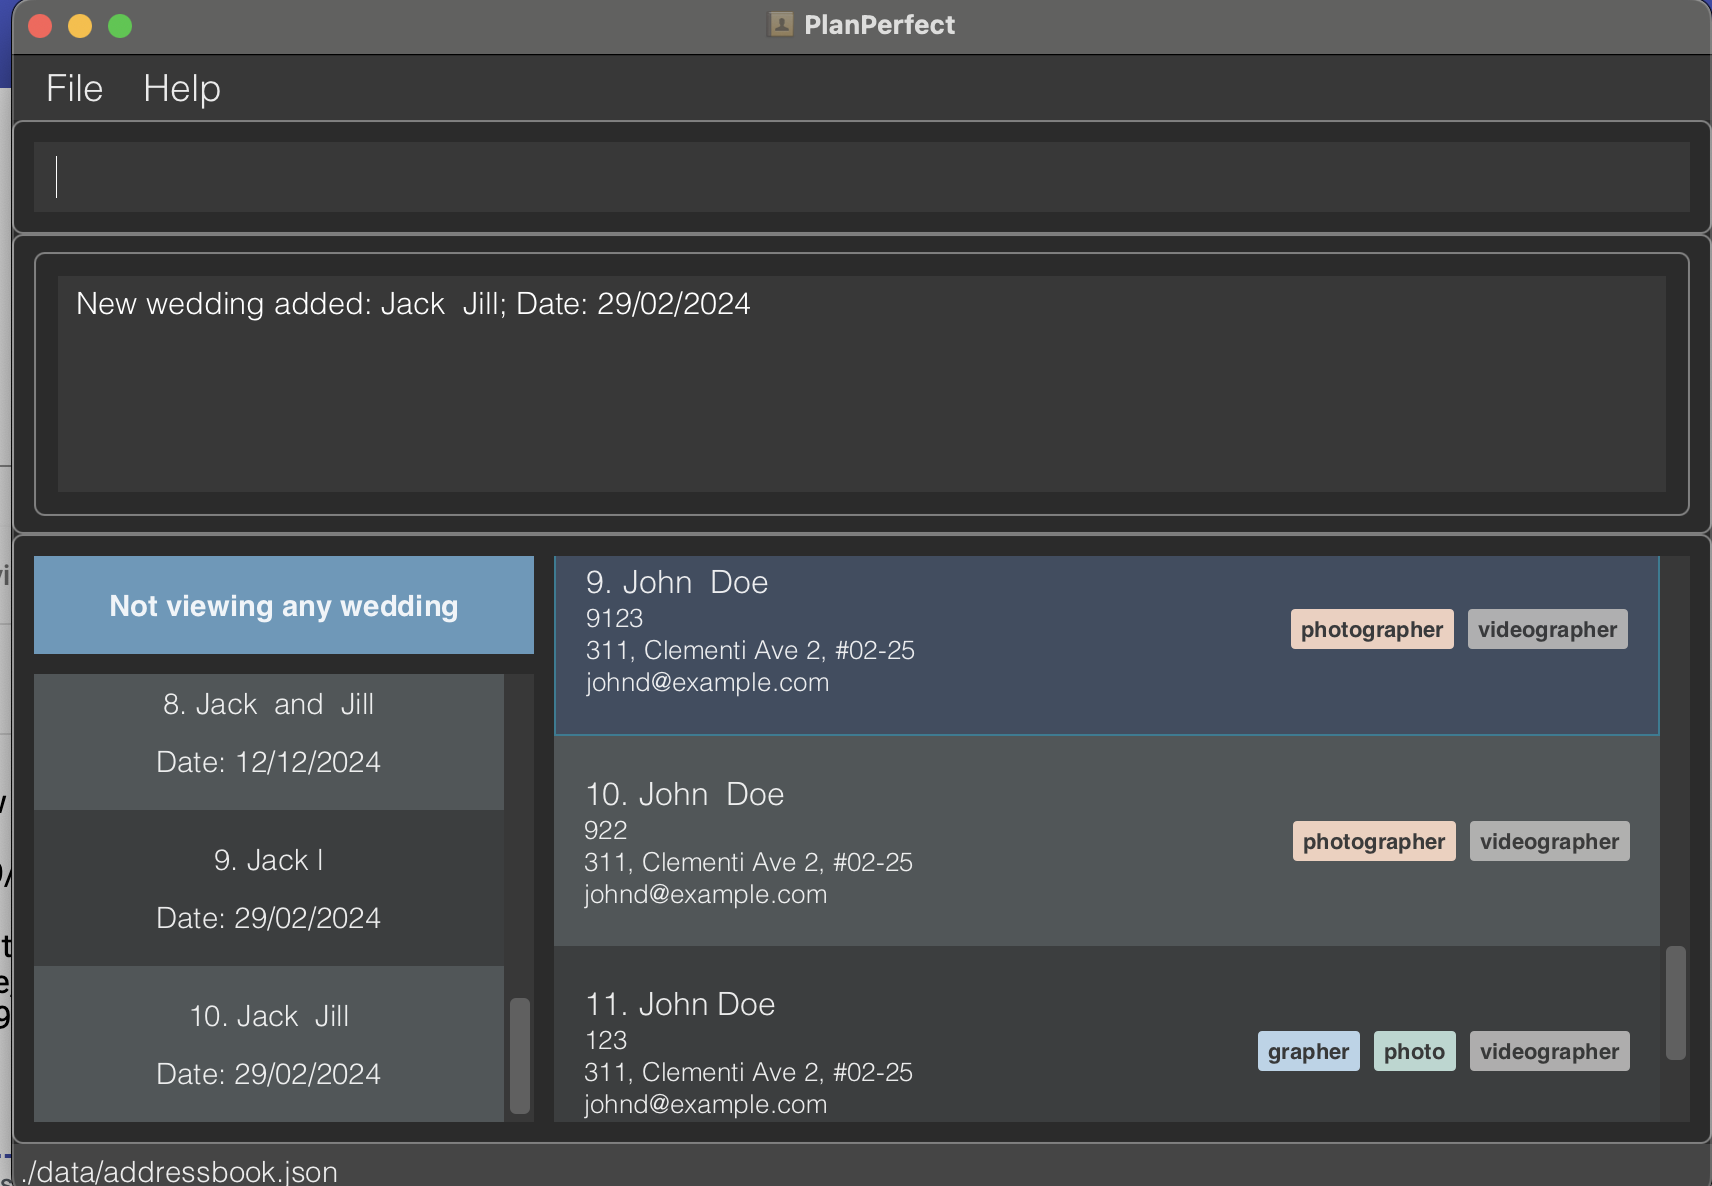 PlanPerfect
File Help
New wedding added: Jack  Jill; Date: 29/02/2024
Not viewing any wedding
8. Jack  and  Jill
Date: 12/12/2024
9. Jack l
Date: 29/02/2024
10. Jack  Jill
Date: 29/02/2024
9. John  Doe
9123
311, Clementi Ave 2, #02-25
johnd@example.com
photographer videographer
10. John  Doe
922
311, Clementi Ave 2, #02-25
johnd@example.com
photographer videographer
11. John Doe
123
311, Clementi Ave 2, #02-25
johnd@example.com
grapher photo videographer
./data/addressbook.json